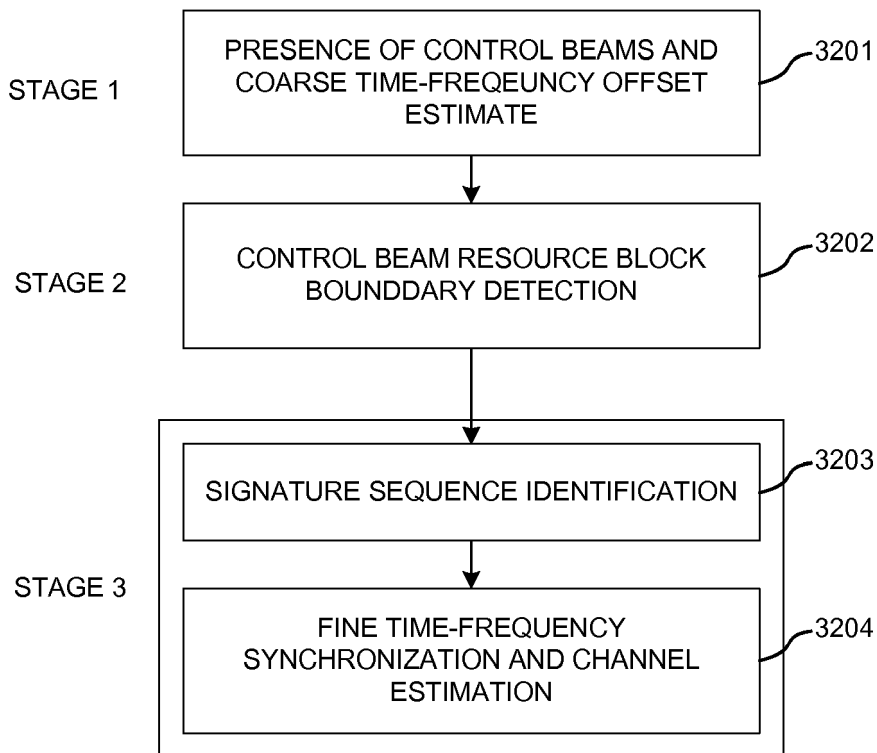 PRESENCE OF CONTROL BEAMS AND
COARSE TIME-FREQEUNCY OFFSET
ESTIMATE
3201
STAGE 1
CONTROL BEAM RESOURCE BLOCK
BOUNDDARY DETECTION
3202
STAGE 2
SIGNATURE SEQUENCE IDENTIFICATION
3203
STAGE 3
FINE TIME-FREQUENCY
SYNCHRONIZATION AND CHANNEL
ESTIMATION
3204